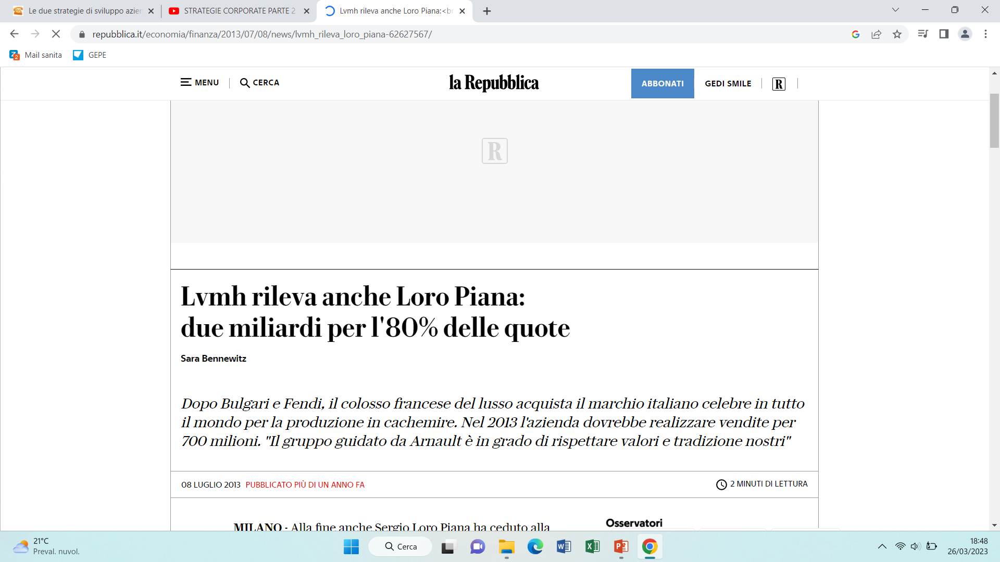 Le due strategie di sviluppo azien
STRATEGIE CORPORATE PARTE 2
Lvmh rileva anche Loro Piana:<br
repubblica.it/economia/finanza/2013/07/08/news/lvmh_rileva_loro_piana-62627567/
Mail sanita
GEPE
MENU
CERCA
la Repubblica
ABBONATI
GEDI SMILE
R
R
Lvmh rileva anche Loro Piana:
due miliardi per l'80% delle quote
Sara Bennewitz
Dopo Bulgari e Fendi, il colosso francese del lusso acquista il marchio italiano celebre in tutto
il mondo per la produzione in cachemire. Nel 2013 l'azienda dovrebbe realizzare vendite per
700 milioni. "Il gruppo guidato da Arnault è in grado di rispettare valori e tradizione nostri"
08 LUGLIO 2013 PUBBLICATO PIÙ DI UN ANNO FA
2 MINUTI DI LETTURA
MILANO - Alla fine anche Sergio Loro Piana ha ceduto alla
Osservatori
21°C
Preval. nuvol.
Cerca
18:48
26/03/2023